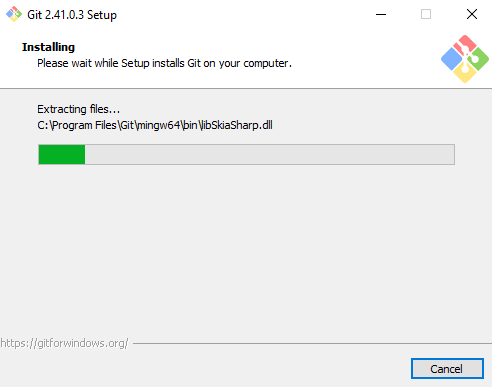 Git 2.41.0.3 Setup
Installing
Please wait while Setup installs Git on your computer.
Extracting files...
C:\Program Files\Git\mingw64\bin\libSkiaSharp.dll
https://gitforwindows.org/
Cancel